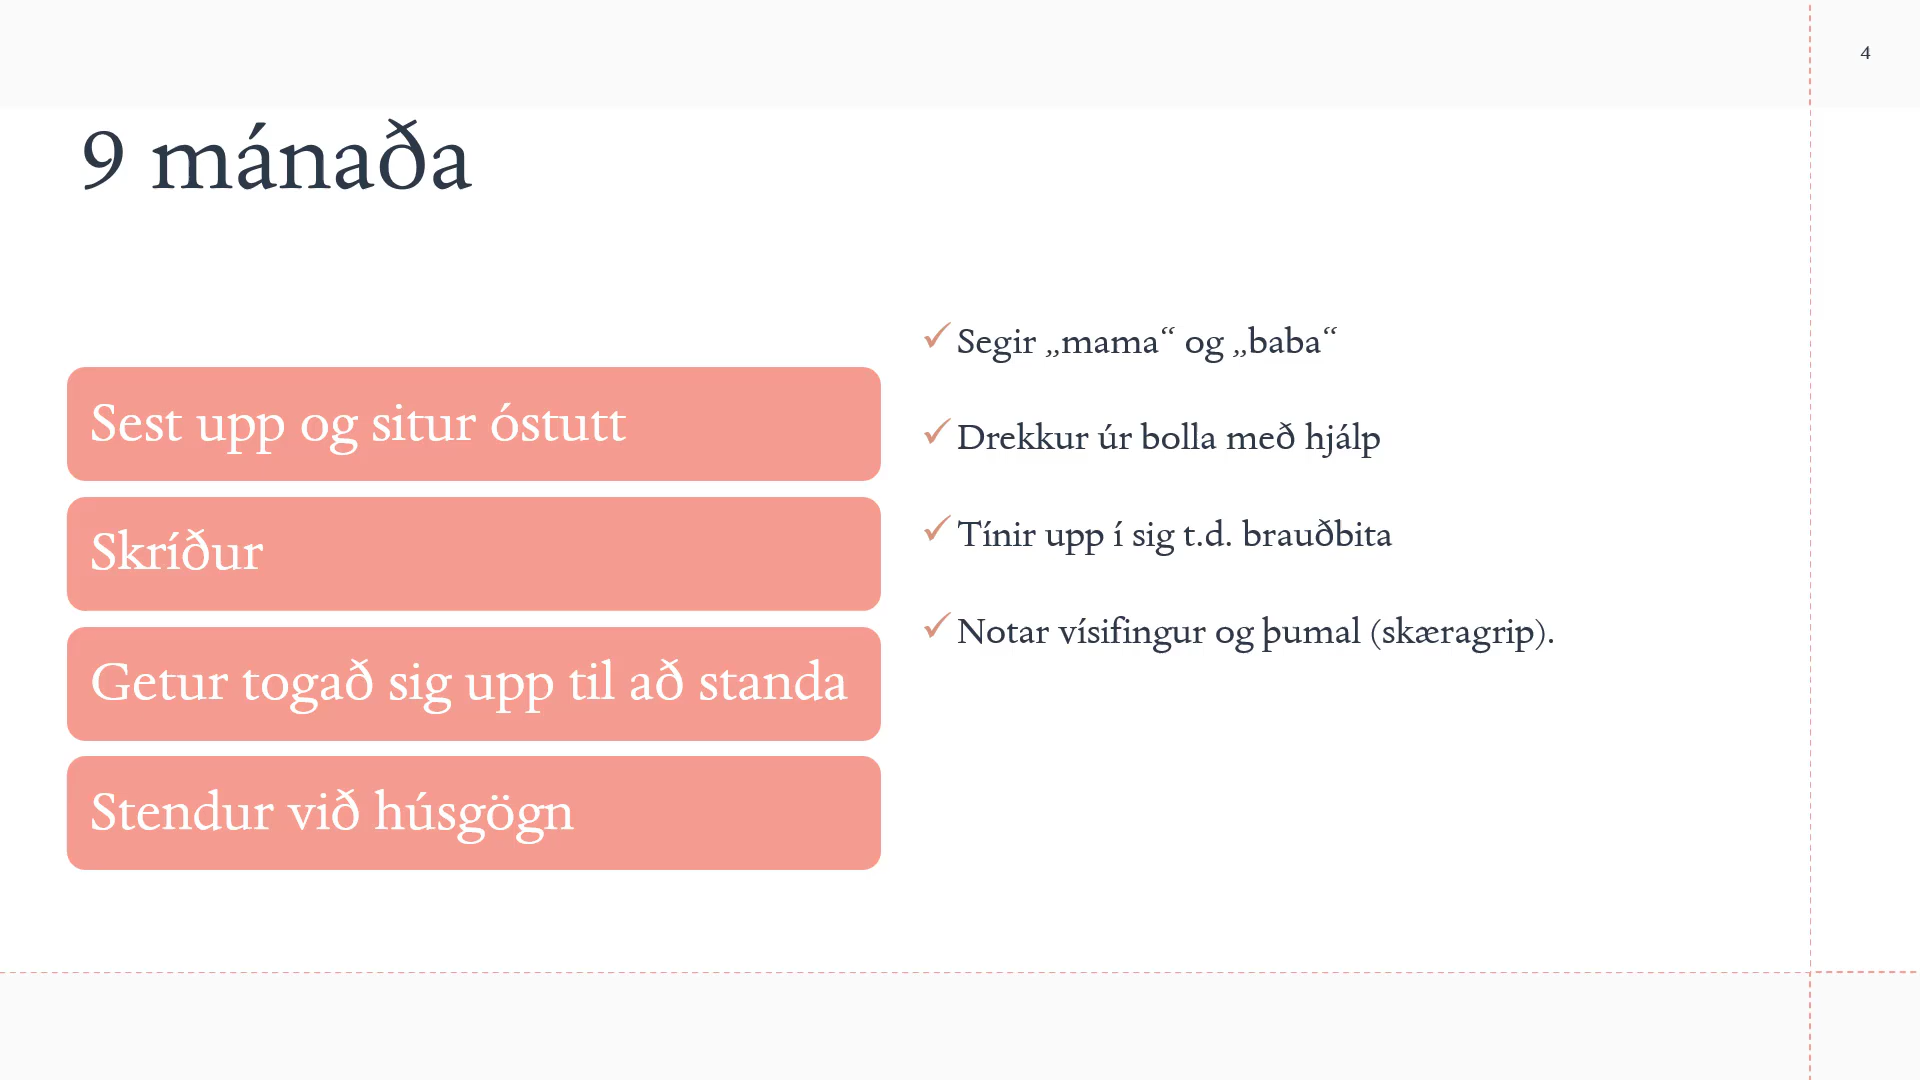 4
9 mánaða
Sest upp og situr óstutt
Skríður
Getur togað sig upp til að standa
Stendur við húsgögn
Segir „mama“ og „baba“
Drekkur úr bolla með hjálp
Tínir upp í sig t.d. brauðbita
Notar vísifingur og þumal (skæragrip).